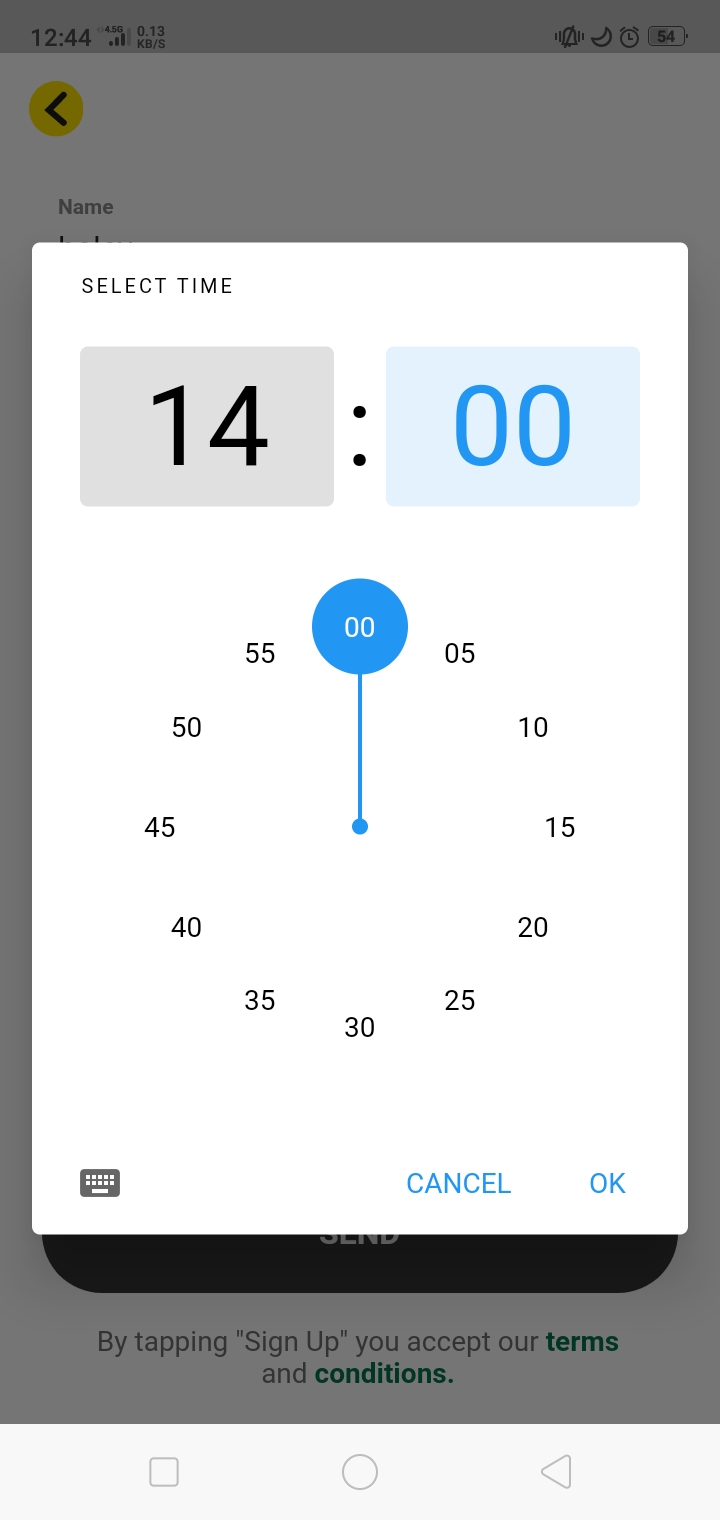 12:44 4.5G 0.13
KB/S
54
Name
SELECT TIME
14 : 00
00
55 05
50 10
45 15
40 20
35 25
30
CANCEL OK
SEND
By tapping "Sign Up" you accept our terms
and conditions.